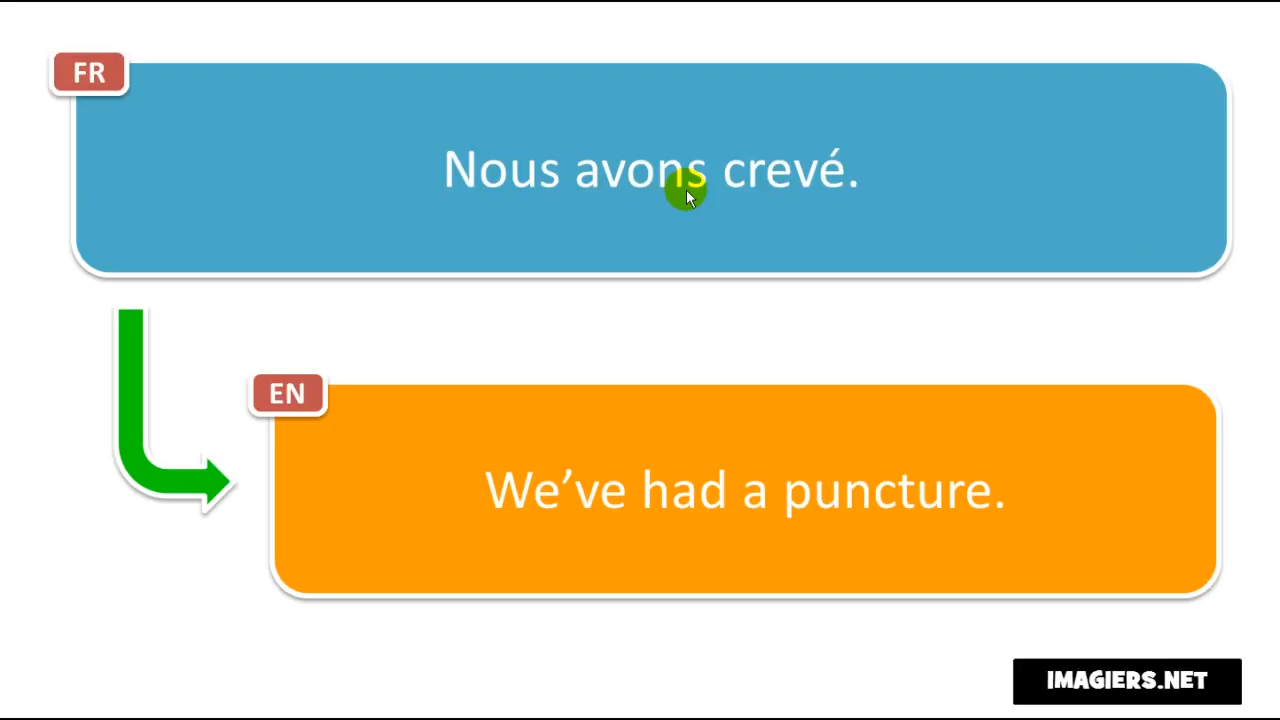 FR
Nous avons crevé.
EN
We’ve had a puncture.
IMAGIERS.NET